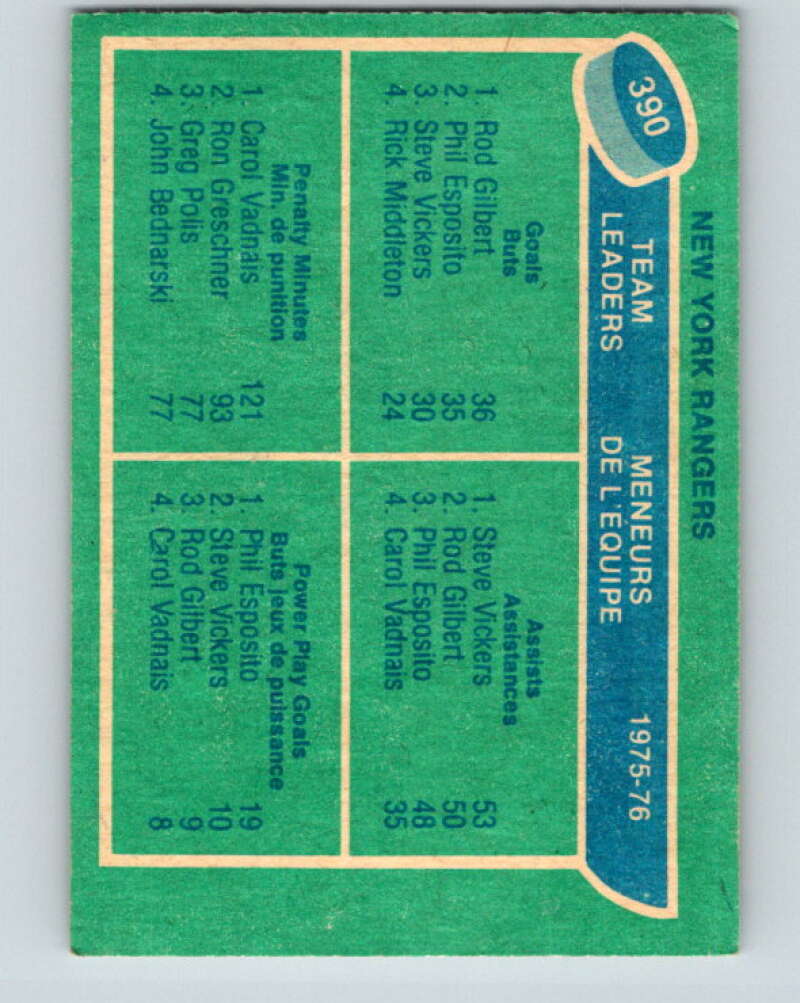 NEW YORK RANGERS
390
TEAM
LEADERS
MENEURS
DE L'ÉQUIPE
1975-76
Goals
Buts
1. Rod Gilbert 36
2. Phil Esposito 35
3. Steve Vickers 30
4. Rick Middleton 24
Assists
Assistances
1. Steve Vickers 53
2. Rod Gilbert 50
3. Phil Esposito 48
4. Carol Vadnais 35
Penalty Minutes
Min. de punition
1. Carol Vadnais 121
2. Ron Greschner 93
3. Greg Polis 77
4. John Bednarski 77
Power Play Goals
Buts jeux de puissance
1. Phil Esposito 19
2. Steve Vickers 10
3. Rod Gilbert 9
4. Carol Vadnais 8